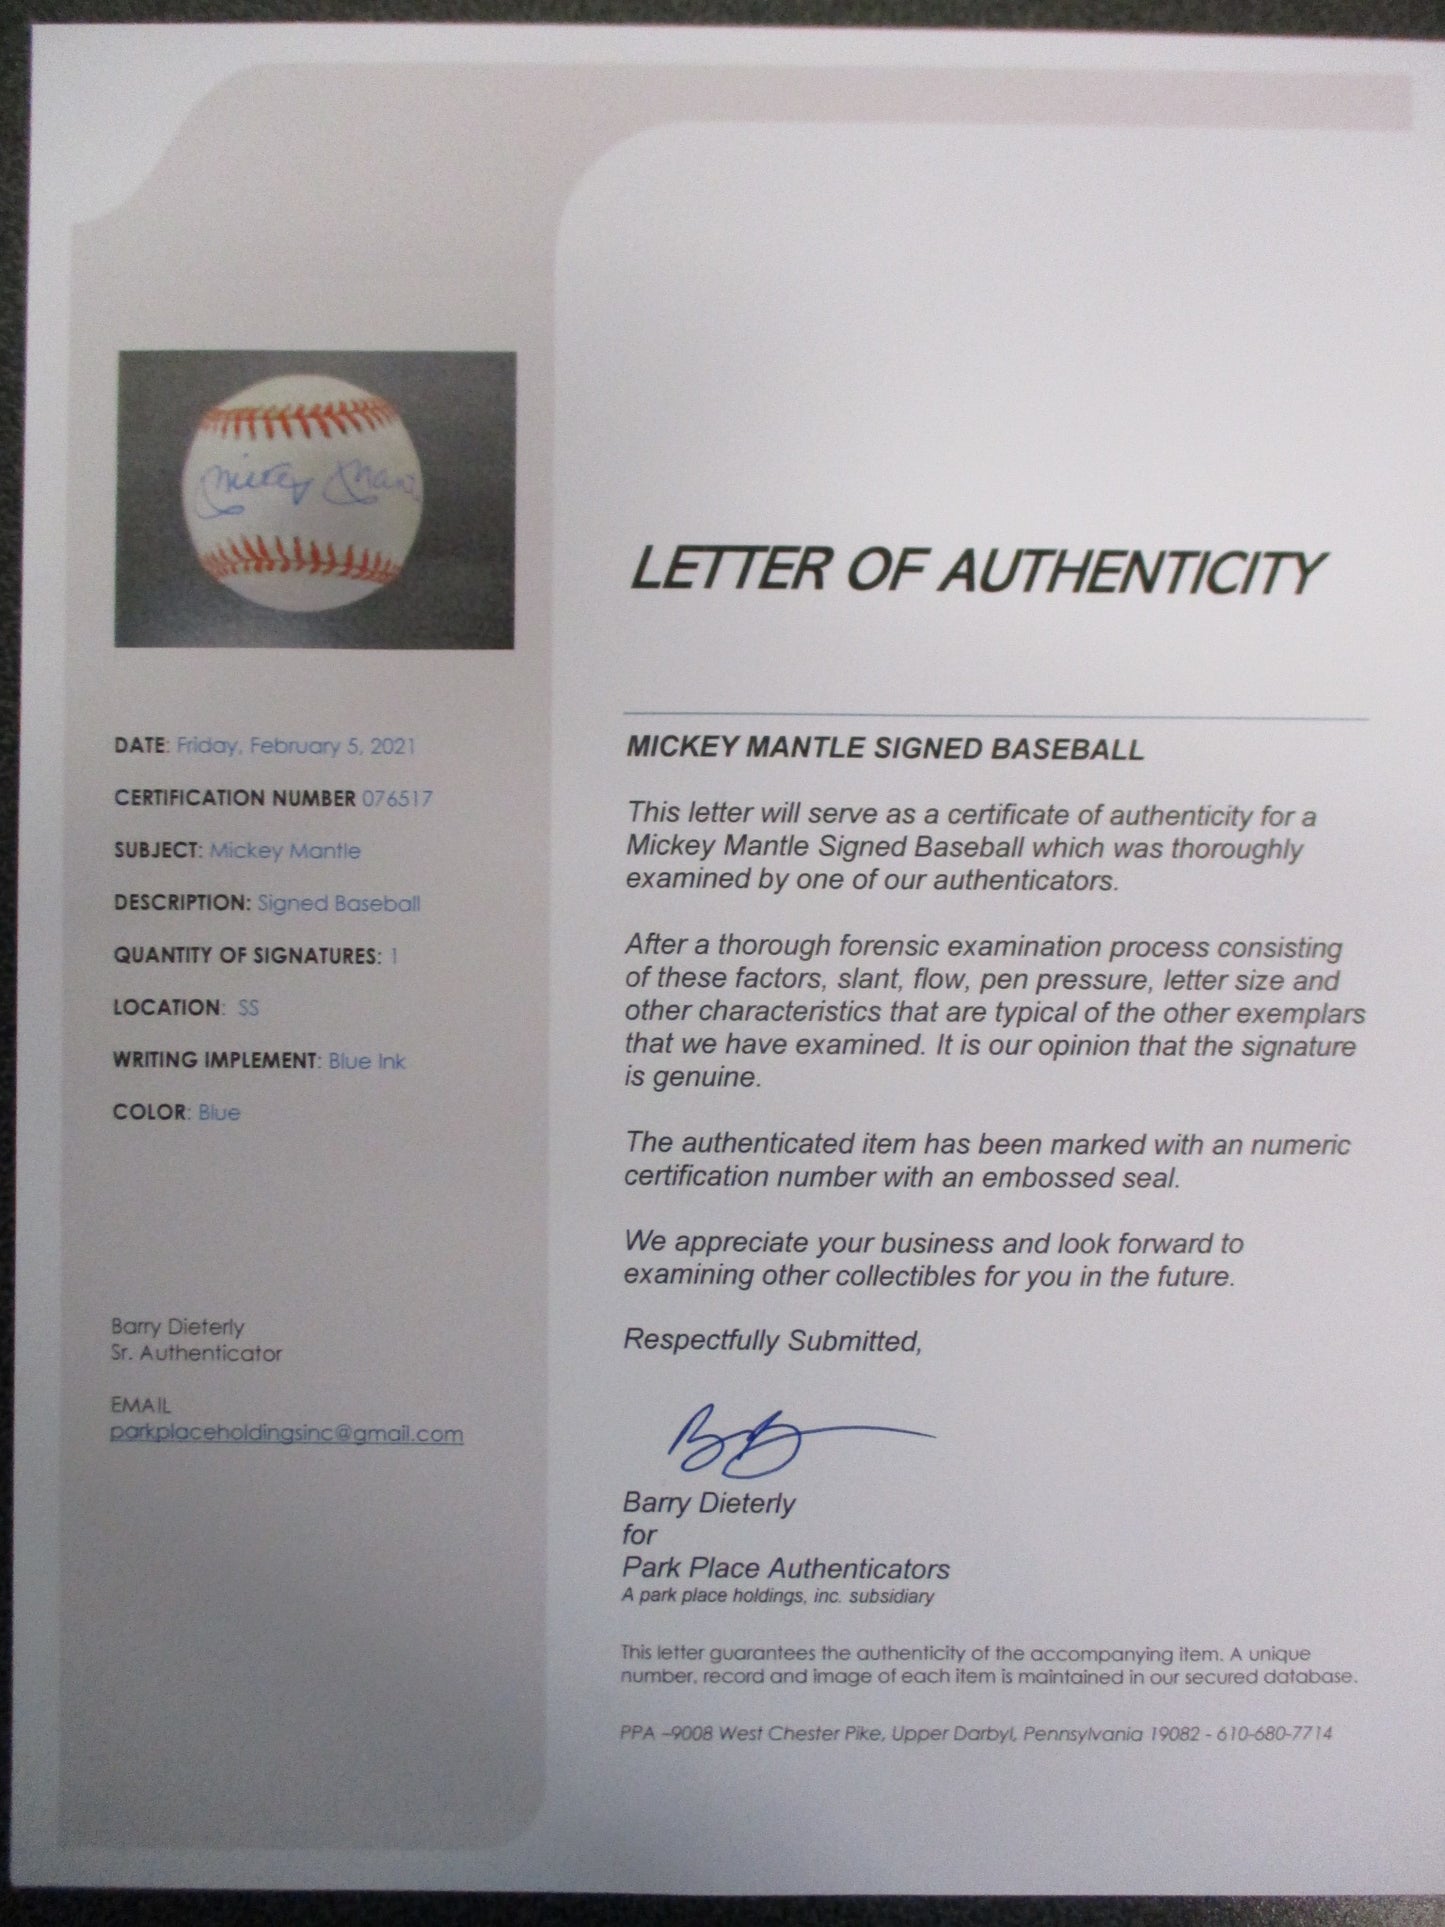 Mickey Mant
DATE: Friday, February 5, 2021
CERTIFICATION NUMBER 076517
SUBJECT: Mickey Mantle
DESCRIPTION: Signed Baseball
QUANTITY OF SIGNATURES: 1
LOCATION: SS
WRITING IMPLEMENT: Blue Ink
COLOR: Blue
Barry Dieterly
Sr. Authenticator
EMAIL
parkplaceholdingsinc@gmail.com
LETTER OF AUTHENTICITY
MICKEY MANTLE SIGNED BASEBALL
This letter will serve as a certificate of authenticity for a
Mickey Mantle Signed Baseball which was thoroughly
examined by one of our authenticators.
After a thorough forensic examination process consisting
of these factors, slant, flow, pen pressure, letter size and
other characteristics that are typical of the other exemplars
that we have examined. It is our opinion that the signature
is genuine.
The authenticated item has been marked with an numeric
certification number with an embossed seal.
We appreciate your business and look forward to
examining other collectibles for you in the future.
Respectfully Submitted,
Barry Dieterly
for
Park Place Authenticators
A park place holdings, inc. subsidiary
This letter guarantees the authenticity of the accompanying item. A unique
number, record and image of each item is maintained in our secured database.
PPA –9008 West Chester Pike, Upper Darbyl, Pennsylvania 19082 - 610-680-7714